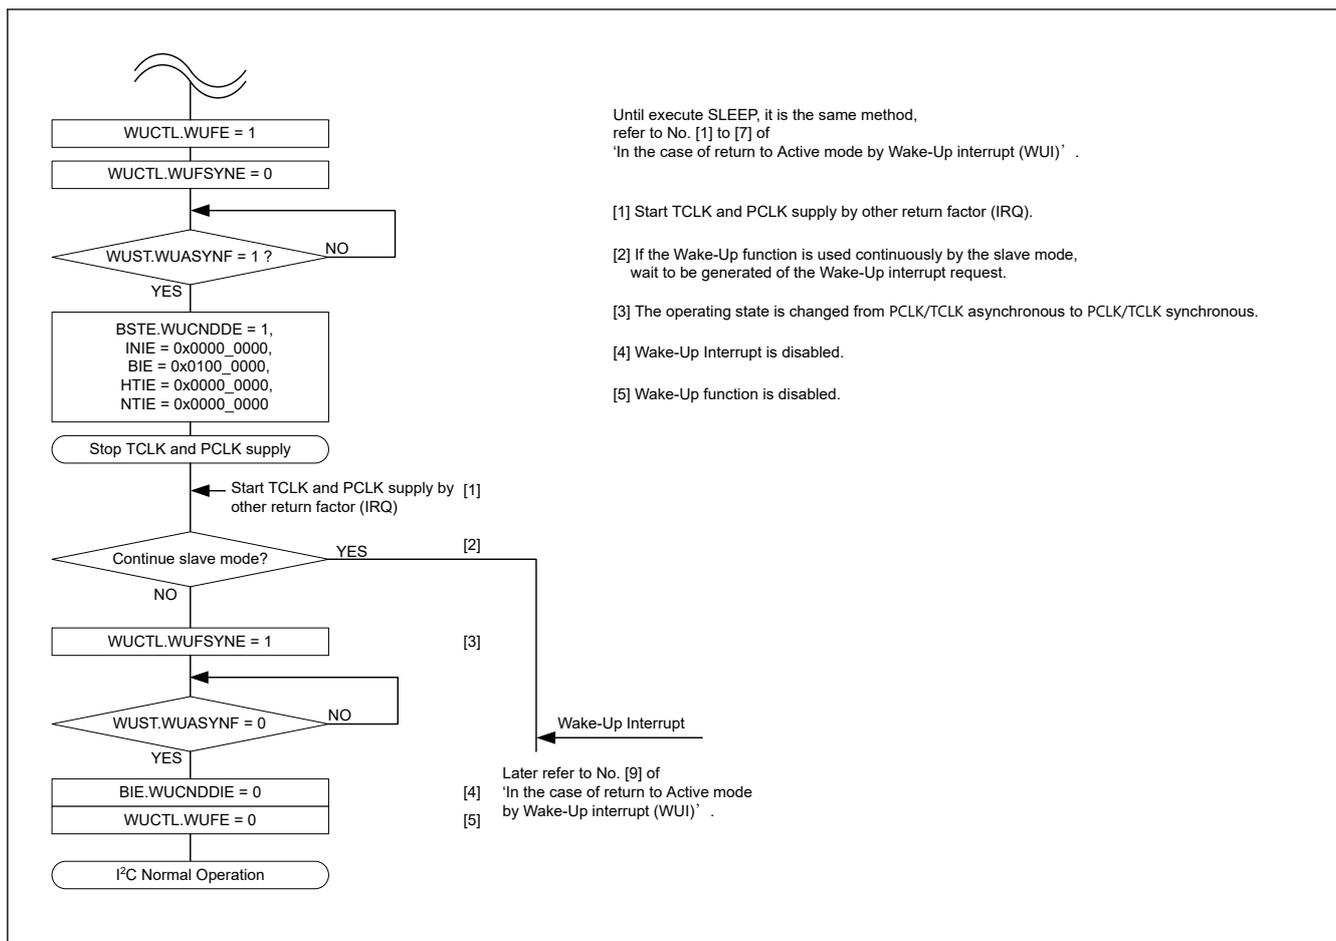 WUCTL.WUFE = 1
WUCTL.WUFSYNE = 0
WUST.WUASYNF = 1 ?
NO
YES
BSTE.WUCNDDE = 1,
INIE = 0x0000_0000,
BIE = 0x0100_0000,
HTIE = 0x0000_0000,
NTIE = 0x0000_0000
Stop TCLK and PCLK supply
Start TCLK and PCLK supply by [1]
other return factor (IRQ)
Continue slave mode?
YES
[2]
NO
WUCTL.WUFSYNE = 1
[3]
WUST.WUASYNF = 0
NO
YES
BIE.WUCNDDIE = 0
[4]
WUCTL.WUFE = 0
[5]
I²C Normal Operation
Wake-Up Interrupt
Later refer to No. [9] of
‘In the case of return to Active mode
by Wake-Up interrupt (WUI)’ .
Until execute SLEEP, it is the same method,
refer to No. [1] to [7] of
‘In the case of return to Active mode by Wake-Up interrupt (WUI)’ .
[1] Start TCLK and PCLK supply by other return factor (IRQ).
[2] If the Wake-Up function is used continuously by the slave mode,
wait to be generated of the Wake-Up interrupt request.
[3] The operating state is changed from PCLK/TCLK asynchronous to PCLK/TCLK synchronous.
[4] Wake-Up Interrupt is disabled.
[5] Wake-Up function is disabled.